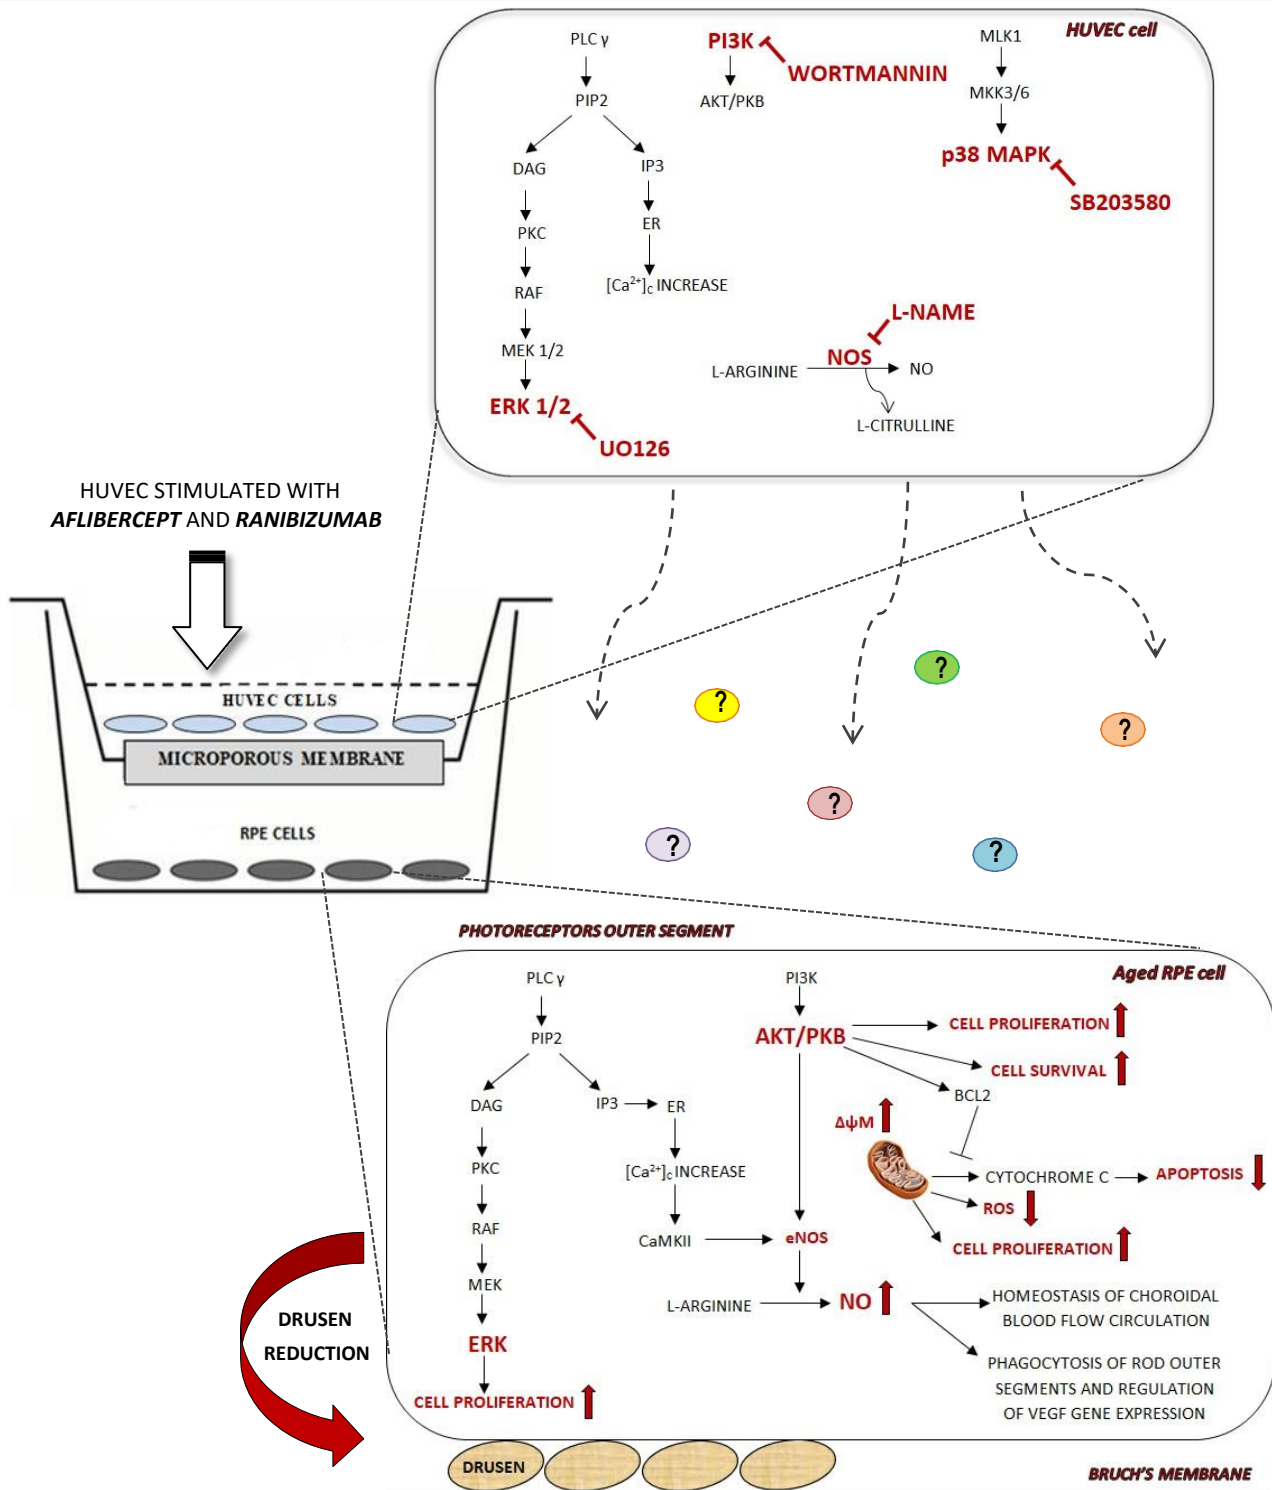 HUVEC cell
PLC γ
PI3K
MLK1
WORTMANNIN
PIP2
AKT/PKB
MKK3/6
DAG
IP3
p38 MAPK
SB203580
PKC
ER
RAF
[Ca²⁺]c INCREASE
L-NAME
MEK 1/2
NOS
L-ARGININE
NO
ERK 1/2
L-CITRULLINE
UO126
HUVEC STIMULATED WITH
AFLIBERCEPT AND RANIBIZUMAB
HUVEC CELLS
MICROPOROUS MEMBRANE
RPE CELLS
?
?
?
?
?
?
PHOTORECEPTORS OUTER SEGMENT
Aged RPE cell
PLC γ
PI3K
PIP2
AKT/PKB
CELL PROLIFERATION
CELL SURVIVAL
DAG
IP3
ER
BCL2
ΔψM
PKC
[Ca²⁺]c INCREASE
CYTOCHROME C
APOPTOSIS
ROS
RAF
CaMKII
eNOS
CELL PROLIFERATION
MEK
L-ARGININE
NO
HOMEOSTASIS OF CHOROIDAL
BLOOD FLOW CIRCULATION
DRUSEN
REDUCTION
ERK
PHAGOCYTOSIS OF ROD OUTER
SEGMENTS AND REGULATION
OF VEGF GENE EXPRESSION
CELL PROLIFERATION
DRUSEN
BRUCH'S MEMBRANE